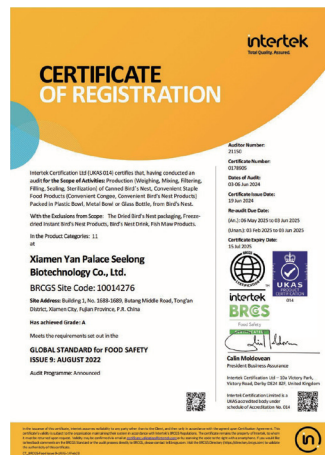 intertek
Total Quality. Assured.
CERTIFICATE
OF REGISTRATION
Intertek Certification Ltd (UKAS 014) certifies that, having conducted an
audit for the Scope of Activities: Production (Weighing, Mixing, Filtering,
Filling, Sealing, Sterilization) of Canned Bird's Nest, Convenient Staple
Food Products (Convenient Congee, Convenient Bird's Nest Products)
Packed in Plastic Bowl, Metal Bowl or Glass Bottle, from Bird's Nest.
With the Exclusions from Scope: The Dried Bird's Nest packaging, Freeze-
dried Instant Bird's Nest Products, Bird's Nest Drink, Fish Maw Products.
In the Product Categories: 11
at
Xiamen Yan Palace Seelong
Biotechnology Co., Ltd.
BRCGS Site Code: 10014276
Site Address: Building 1, No. 1688-1689, Butang Middle Road, Tong'an
District, Xiamen City, Fujian Province, P.R. China
Has achieved Grade: A
Meets the requirements set out in the
GLOBAL STANDARD for FOOD SAFETY
ISSUE 9: AUGUST 2022
Audit Programme: Announced
Auditor Number:
21150
Certificate Number:
0178905
Dates of Audit:
03-06 Jun 2024
Certificate Issue Date:
19 Jun 2024
Re-audit Due Date:
(An.): 06 May 2025 to 03 Jun 2025
(Unan.): 03 Feb 2025 to 03 Jun 2025
Certificate Expiry Date:
15 Jul 2025
intertek
UKAS
PRODUCT
CERTIFICATION
014
BRCGS
Food Safety
Calin Moldovean
President Business Assurance
Intertek Certification Ltd – 10a Victory Park,
Victory Road, Derby DE24 8ZF, United Kingdom
Intertek Certification Limited is a
UKAS accredited body under
schedule of Accreditation No. 014